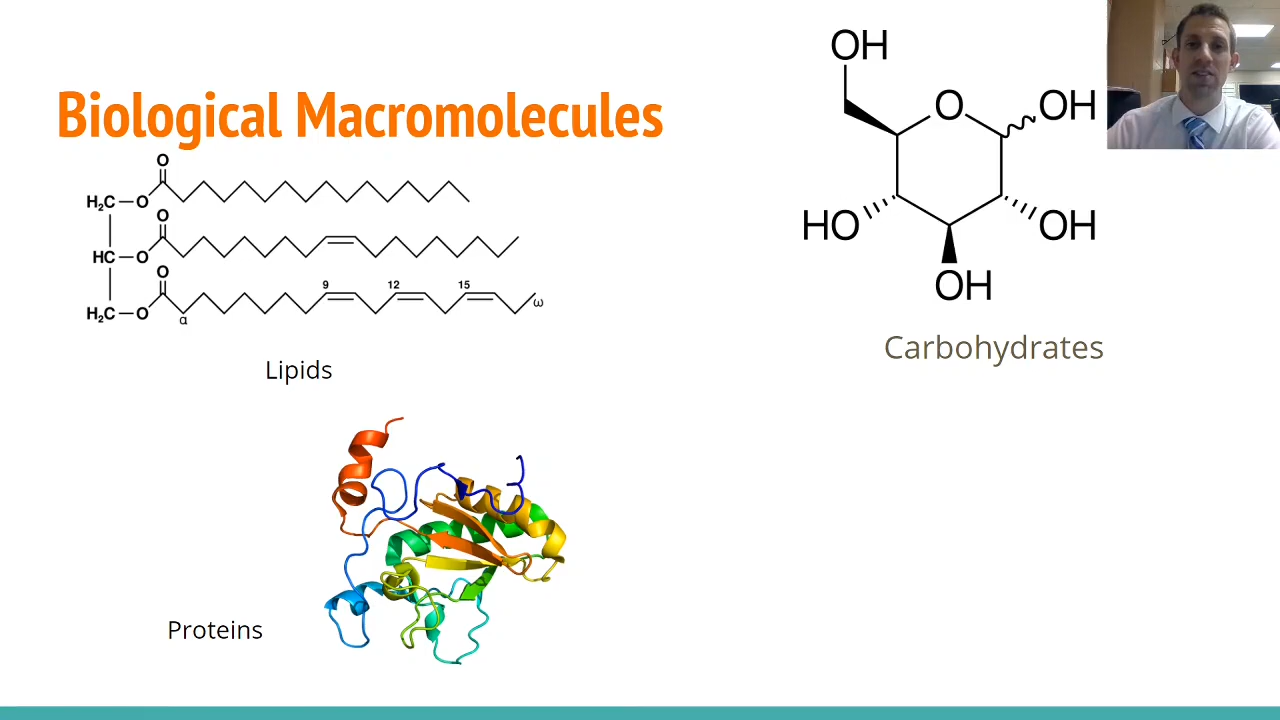 Biological Macromolecules
O
H₂C—O
O
HC—O
O
9 12 15
H₂C—O
α
ω
Lipids
OH
O
OH
HO
OH
OH
Carbohydrates
Proteins